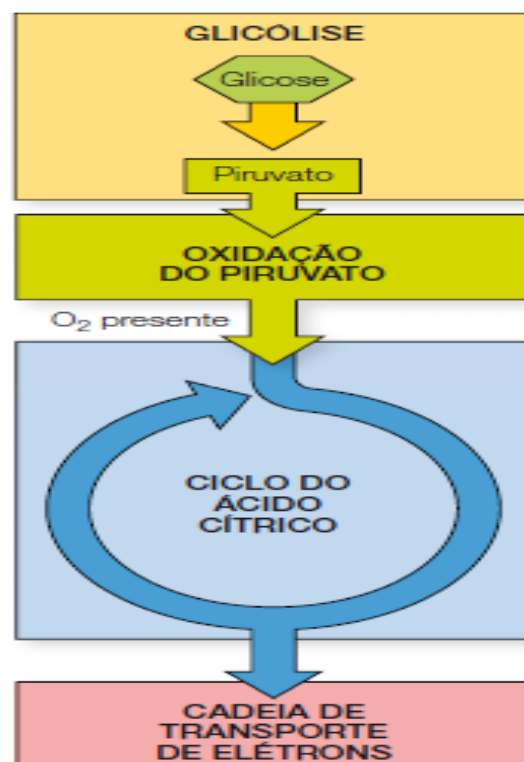 GLICÓLISE
Glicose
Piruvato
OXIDAÇÃO
DO PIRUVATO
O₂ presente
CICLO DO
ÁCIDO
CÍTRICO
CADEIA DE
TRANSPORTE
DE ELÉTRONS